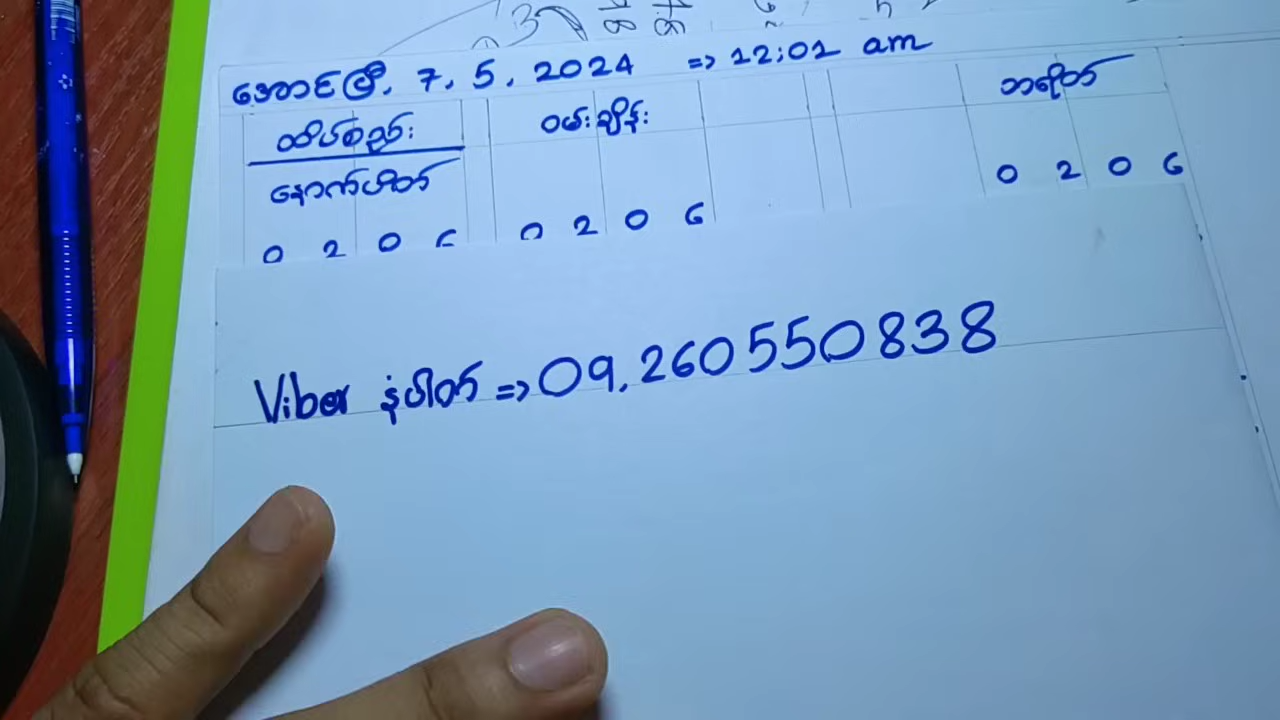 အောင်ပြီ, 7, 5, 2024 => 12:01 am
ထိပ်စည်း ဝမ်းချိန်း ဘရိတ်
နောက်ပိတ်
0 2 0 6 0 2 0 6 0 2 0 6
Viber နံပါတ် => 09,260550838